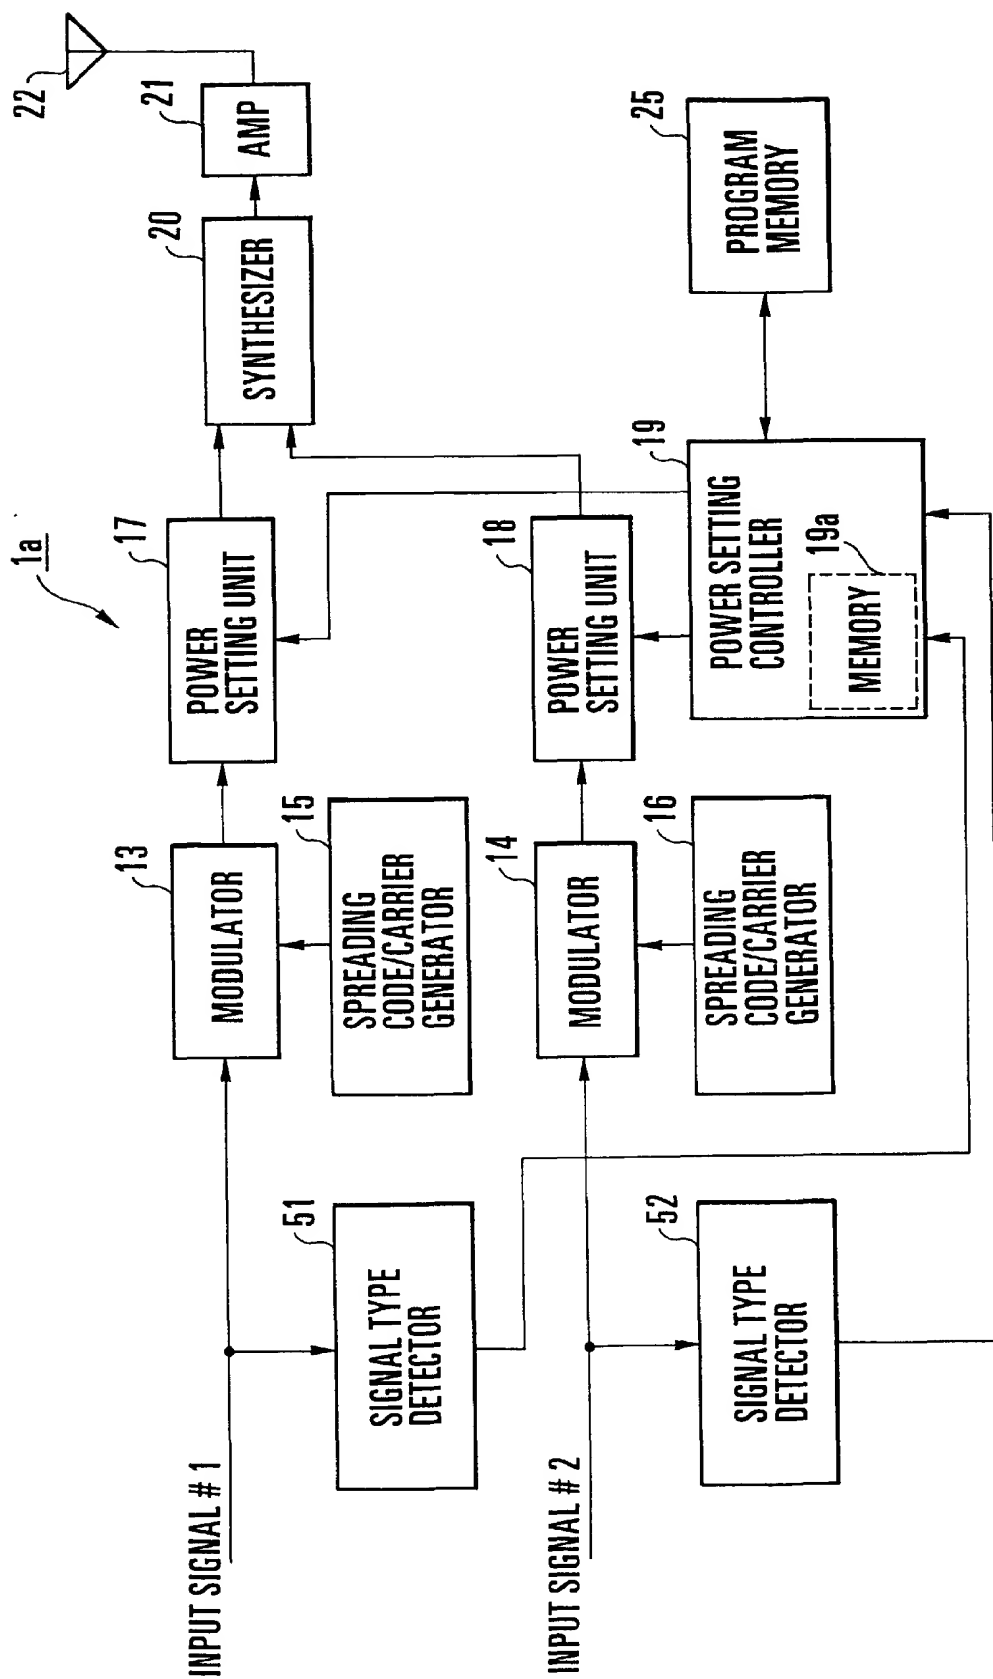 1a
22
21
AMP
20
SYNTHESIZER
17
POWER
SETTING UNIT
13
MODULATOR
15
SPREADING
CODE/CARRIER
GENERATOR
51
SIGNAL TYPE
DETECTOR
INPUT SIGNAL # 1
18
POWER
SETTING UNIT
14
MODULATOR
16
SPREADING
CODE/CARRIER
GENERATOR
52
SIGNAL TYPE
DETECTOR
INPUT SIGNAL # 2
19
POWER SETTING
CONTROLLER
19a
MEMORY
25
PROGRAM
MEMORY